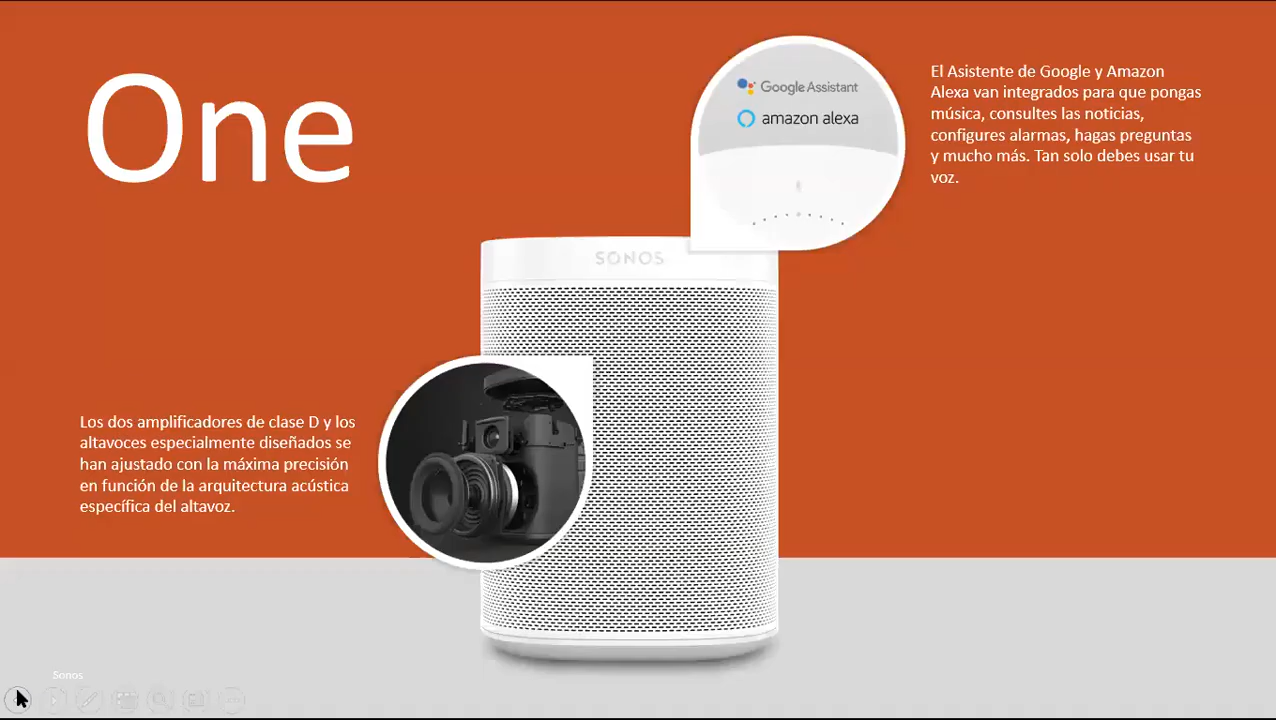 One
Google Assistant
amazon alexa
El Asistente de Google y Amazon
Alexa van integrados para que pongas
música, consultes las noticias,
configures alarmas, hagas preguntas
y mucho más. Tan solo debes usar tu
voz.
SONOS
Los dos amplificadores de clase D y los
altavoces especialmente diseñados se
han ajustado con la máxima precisión
en función de la arquitectura acústica
específica del altavoz.
Sonos